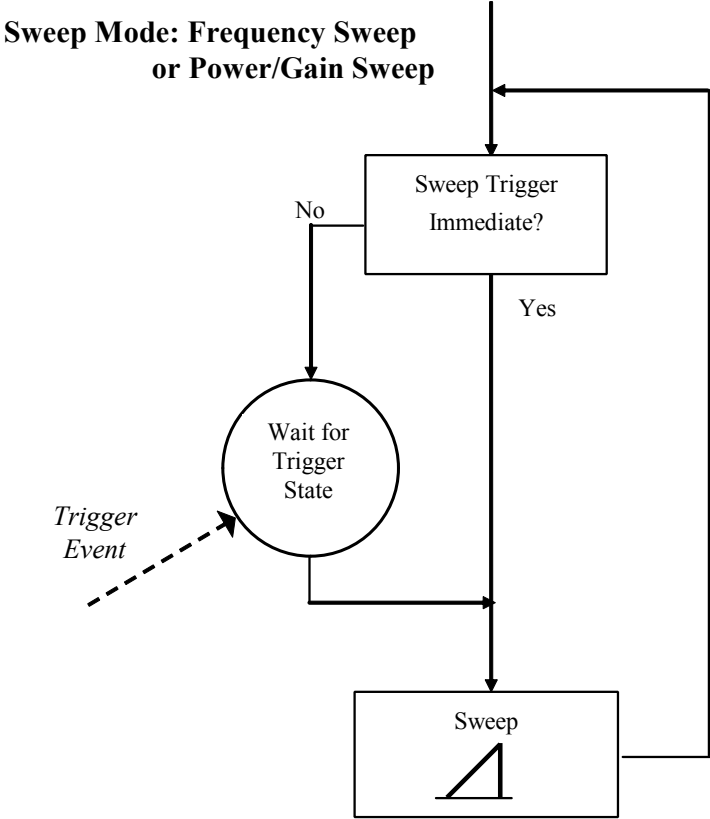 Sweep Mode: Frequency Sweep
or Power/Gain Sweep
Sweep Trigger
Immediate?
No
Yes
Wait for
Trigger
State
Trigger
Event
Sweep